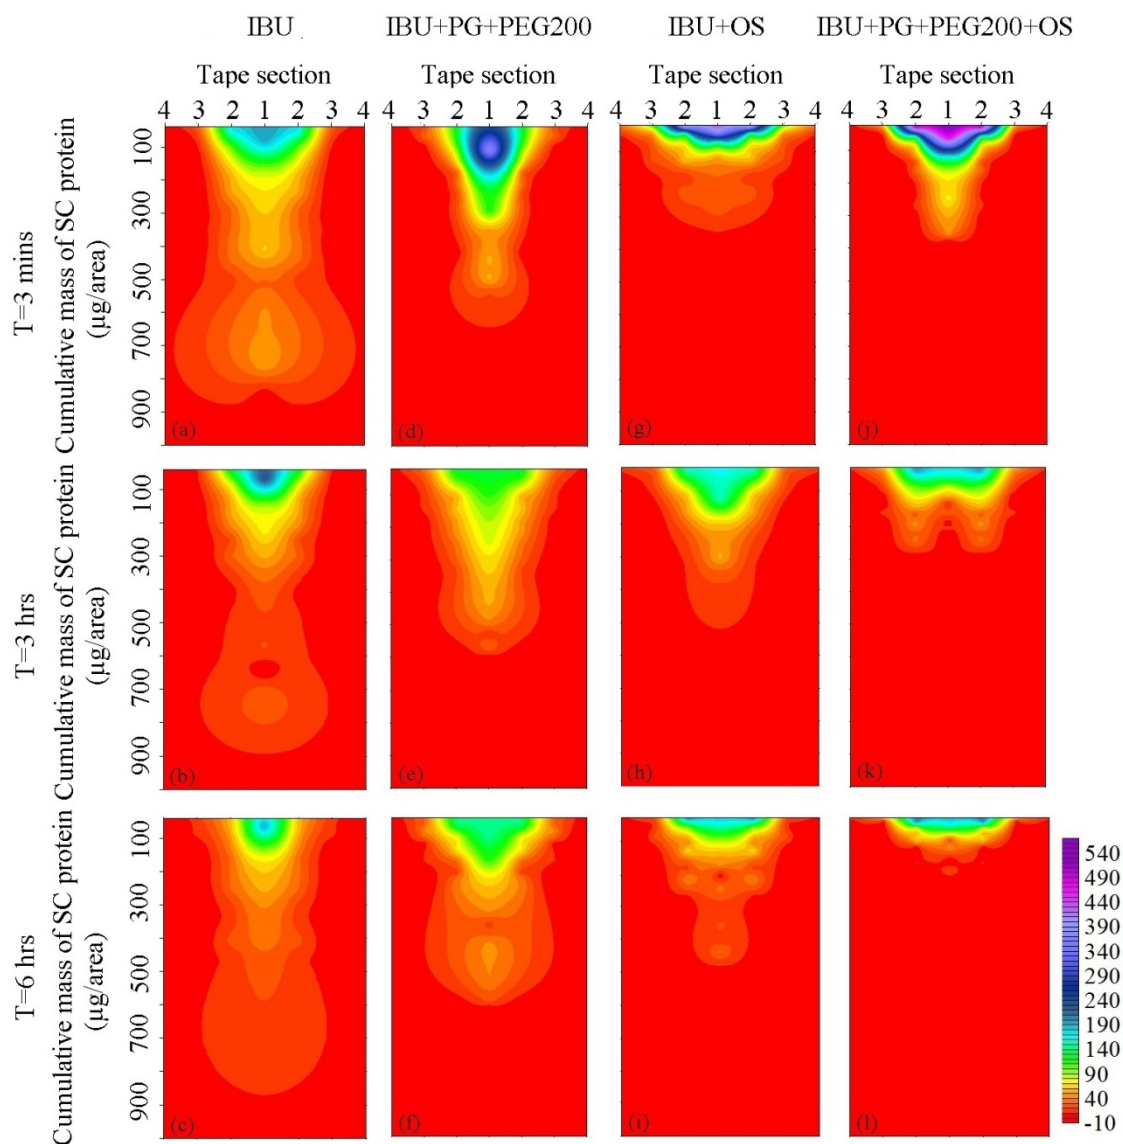 IBU IBU+PG+PEG200 IBU+OS IBU+PG+PEG200+OS
Tape section Tape section Tape section Tape section
4 3 2 1 2 3 4 4 3 2 1 2 3 4 4 3 2 1 2 3 4 4 3 2 1 2 3 4
T=3 mins
Cumulative mass of SC protein
(µg/area)
100
300
500
700
900
(a) (d) (g) (j)
T=3 hrs
Cumulative mass of SC protein
(µg/area)
100
300
500
700
900
(b) (e) (h) (k)
T=6 hrs
Cumulative mass of SC protein
(µg/area)
100
300
500
700
900
(c) (f) (i) (l)
540
490
440
390
340
290
240
190
140
90
40
-10